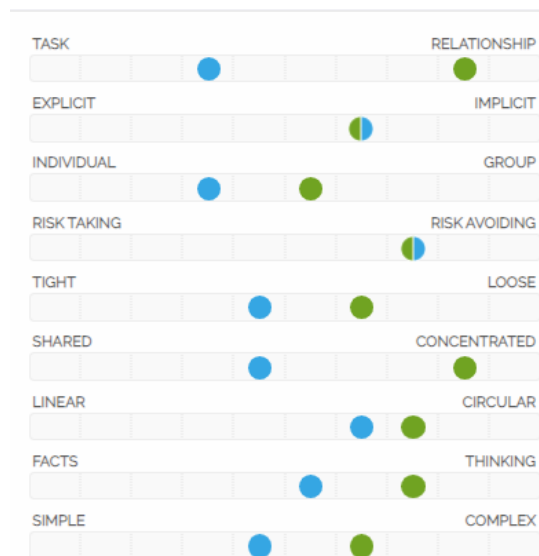 TASK RELATIONSHIP
EXPLICIT IMPLICIT
INDIVIDUAL GROUP
RISK TAKING RISK AVOIDING
TIGHT LOOSE
SHARED CONCENTRATED
LINEAR CIRCULAR
FACTS THINKING
SIMPLE COMPLEX